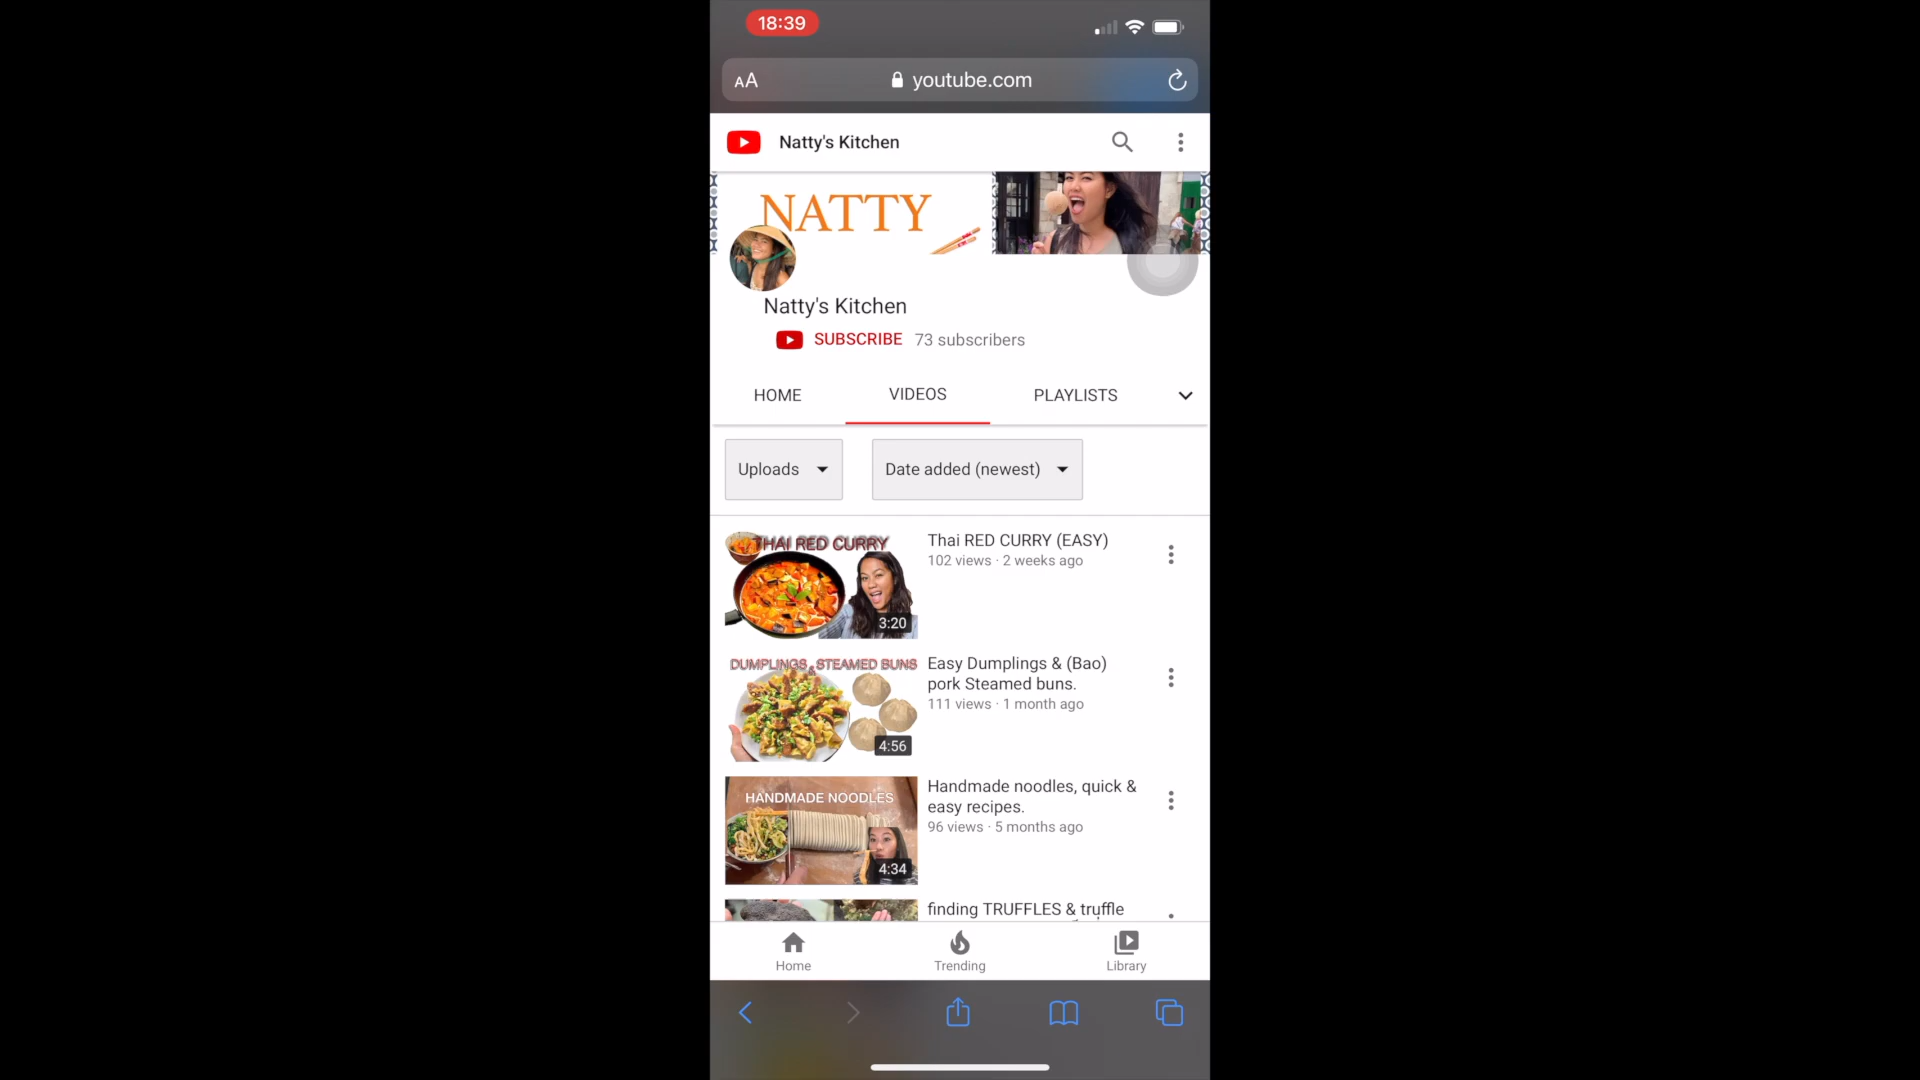 18:39
AA
youtube.com
Natty's Kitchen
NATTY
Natty's Kitchen
SUBSCRIBE 73 subscribers
HOME VIDEOS PLAYLISTS
Uploads Date added (newest)
THAI RED CURRY
3:20
Thai RED CURRY (EASY)
102 views · 2 weeks ago
DUMPLINGS & STEAMED BUNS
4:56
Easy Dumplings & (Bao)
pork Steamed buns.
111 views · 1 month ago
HANDMADE NOODLES
4:34
Handmade noodles, quick &
easy recipes.
96 views · 5 months ago
finding TRUFFLES & truffle
Home Trending Library